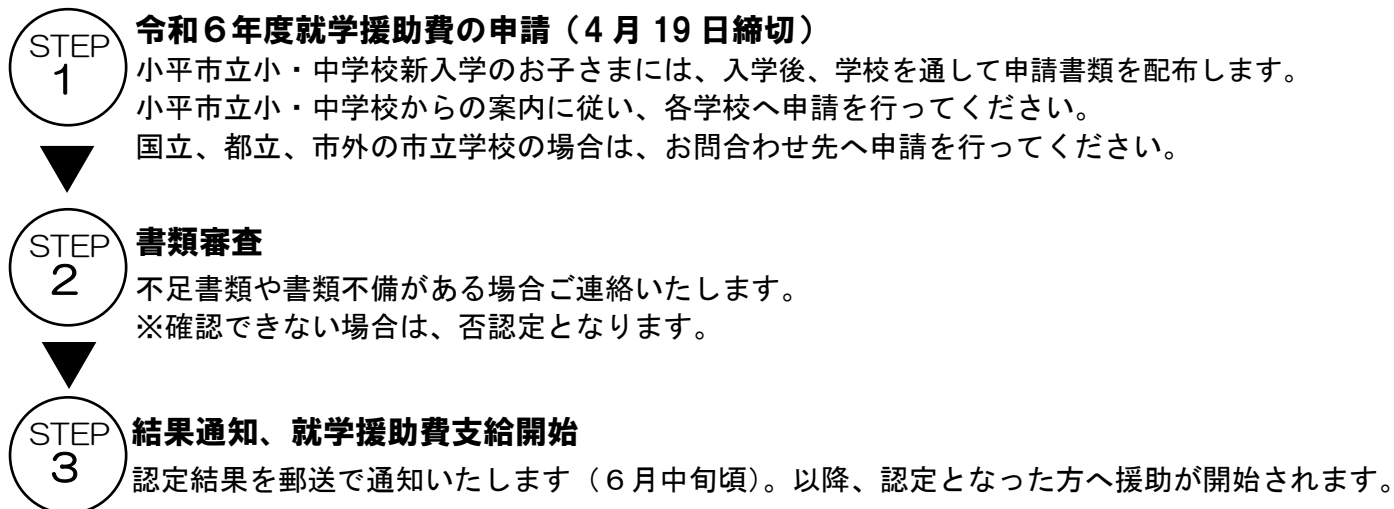 STEP
1
令和６年度就学援助費の申請（4 月 19 日締切）
小平市立小・中学校新入学のお子さまには、入学後、学校を通して申請書類を配布します。
小平市立小・中学校からの案内に従い、各学校へ申請を行ってください。
国立、都立、市外の市立学校の場合は、お問合わせ先へ申請を行ってください。
STEP
2
書類審査
不足書類や書類不備がある場合ご連絡いたします。
※確認できない場合は、否認定となります。
STEP
3
結果通知、就学援助費支給開始
認定結果を郵送で通知いたします（６月中旬頃）。以降、認定となった方へ援助が開始されます。